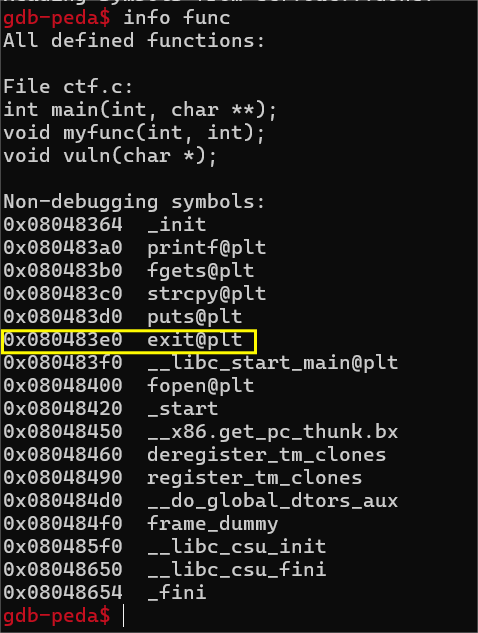 gdb-peda$ info func
All defined functions:
File ctf.c:
int main(int, char **);
void myfunc(int, int);
void vuln(char *);
Non-debugging symbols:
0x08048364  _init
0x080483a0  printf@plt
0x080483b0  fgets@plt
0x080483c0  strcpy@plt
0x080483d0  puts@plt
0x080483e0  exit@plt
0x080483f0  __libc_start_main@plt
0x08048400  fopen@plt
0x08048420  _start
0x08048450  __x86.get_pc_thunk.bx
0x08048460  deregister_tm_clones
0x08048490  register_tm_clones
0x080484d0  __do_global_dtors_aux
0x080484f0  frame_dummy
0x080485f0  __libc_csu_init
0x08048650  __libc_csu_fini
0x08048654  _fini
gdb-peda$